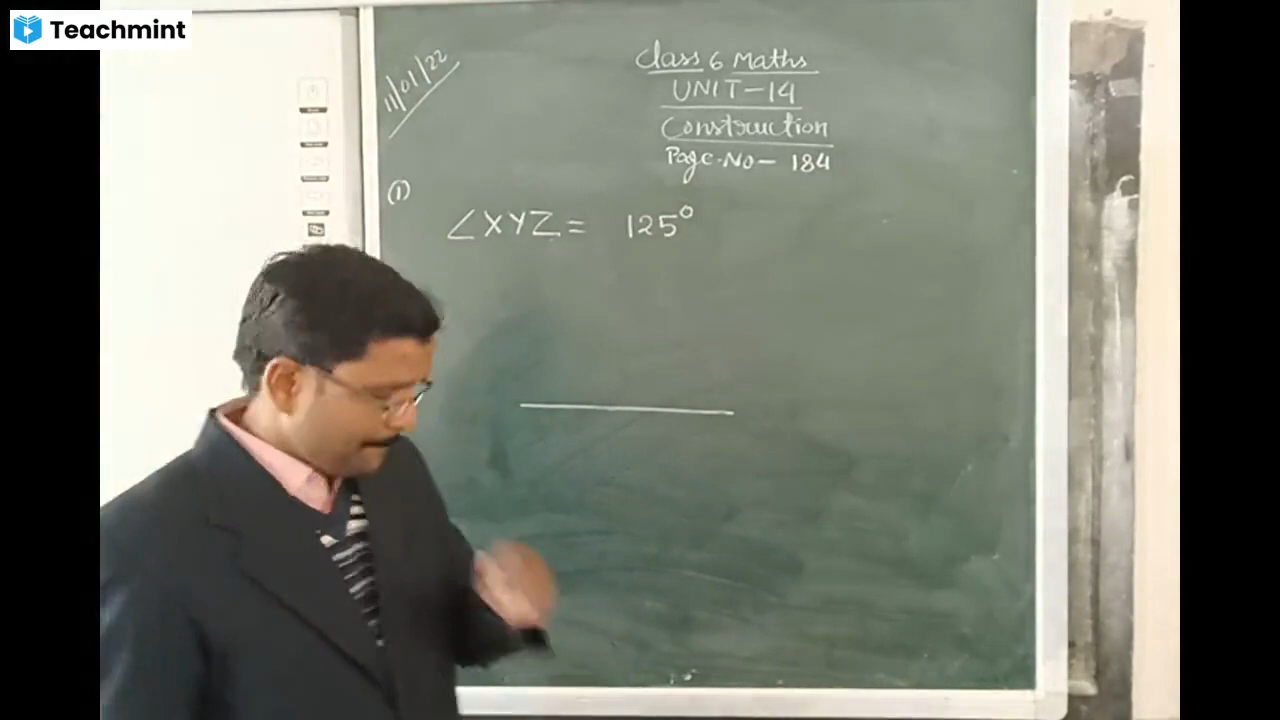 Teachmint
11/01/22
Class 6 Maths
UNIT-14
Construction
Page-No- 184
(1)
∠XYZ= 125°